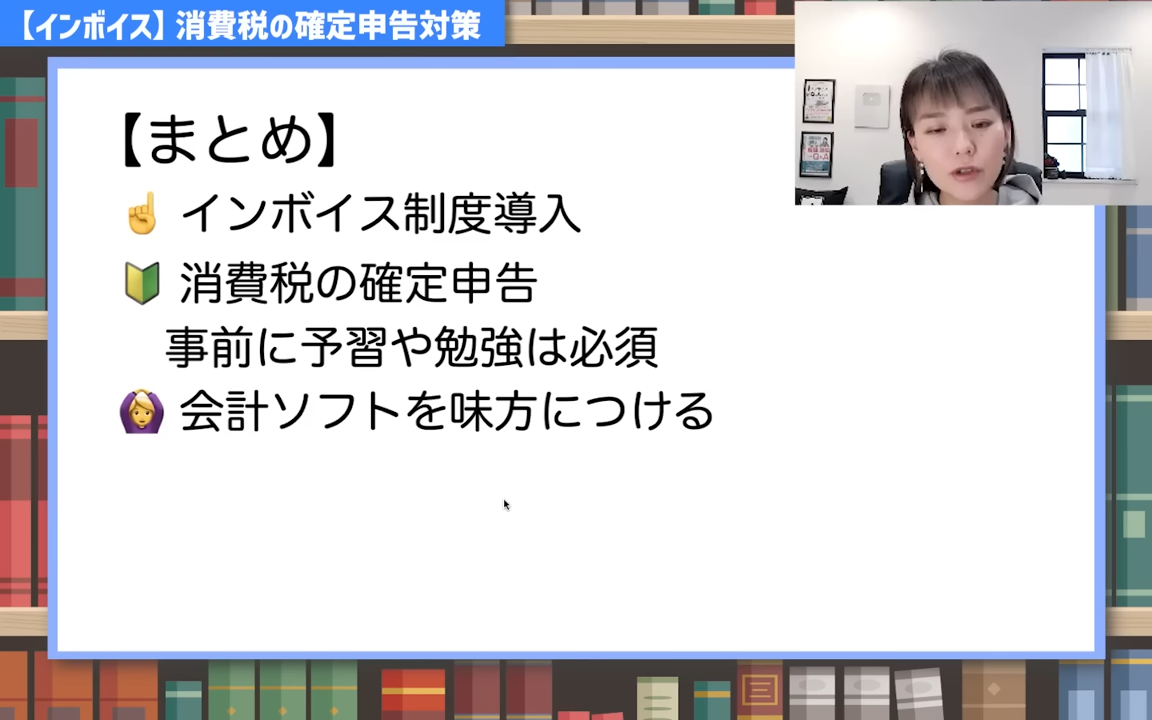 【インボイス】消費税の確定申告対策
【まとめ】
☝️ インボイス制度導入
🔰 消費税の確定申告
事前に予習や勉強は必須
🙆‍♀️ 会計ソフトを味方につける